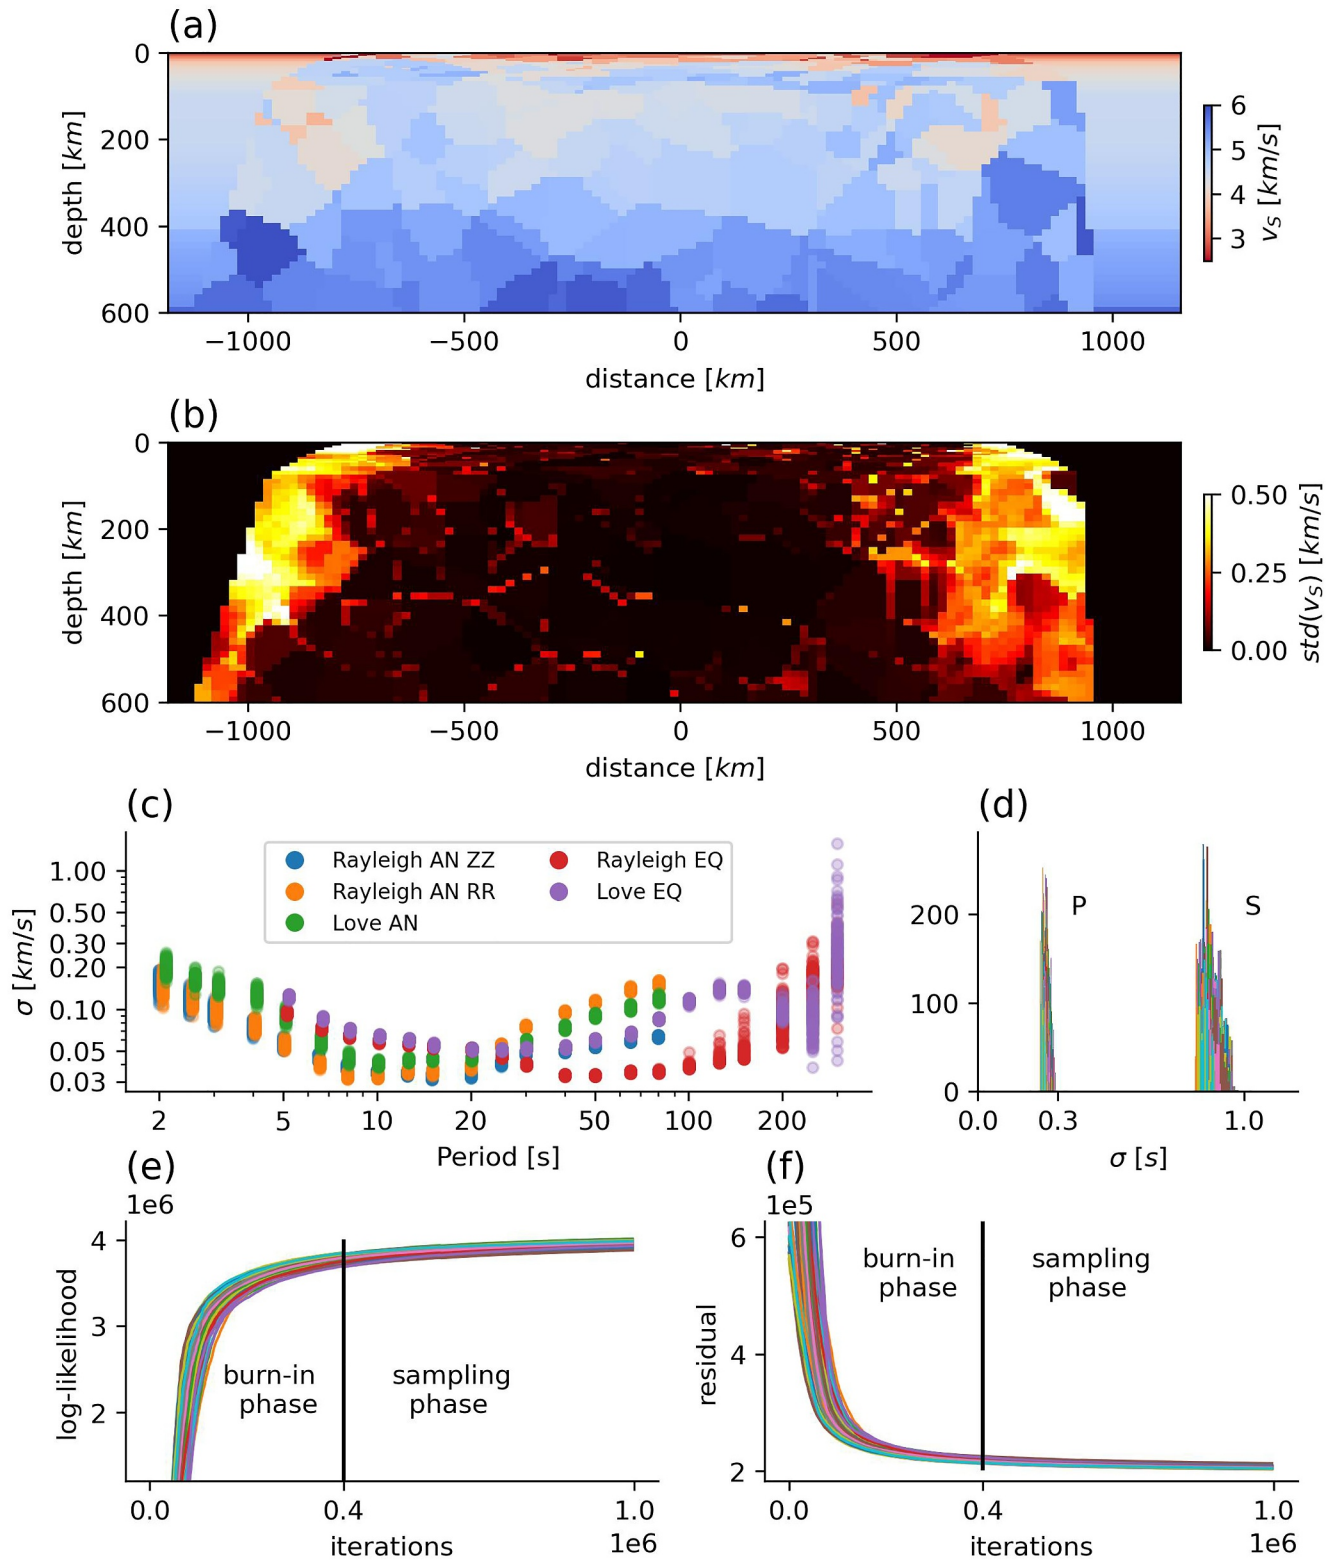 (a)
0
200
400
600
depth [km]
−1000
−500
0
500
1000
distance [km]
6
5
4
3
v_S [km/s]
(b)
0
200
400
600
depth [km]
−1000
−500
0
500
1000
distance [km]
0.50
0.25
0.00
std(v_S) [km/s]
(c)
1.00
0.50
0.30
0.20
0.10
0.05
0.03
σ [km/s]
Rayleigh AN ZZ
Rayleigh AN RR
Love AN
Rayleigh EQ
Love EQ
2
5
10
20
50
100
200
Period [s]
(d)
200
100
0
P
S
0.0
0.3
1.0
σ [s]
(e)
1e6
4
3
2
log-likelihood
burn-in
phase
sampling
phase
0.0
0.4
1.0
iterations
1e6
(f)
1e5
6
4
2
residual
burn-in
phase
sampling
phase
0.0
0.4
1.0
iterations
1e6